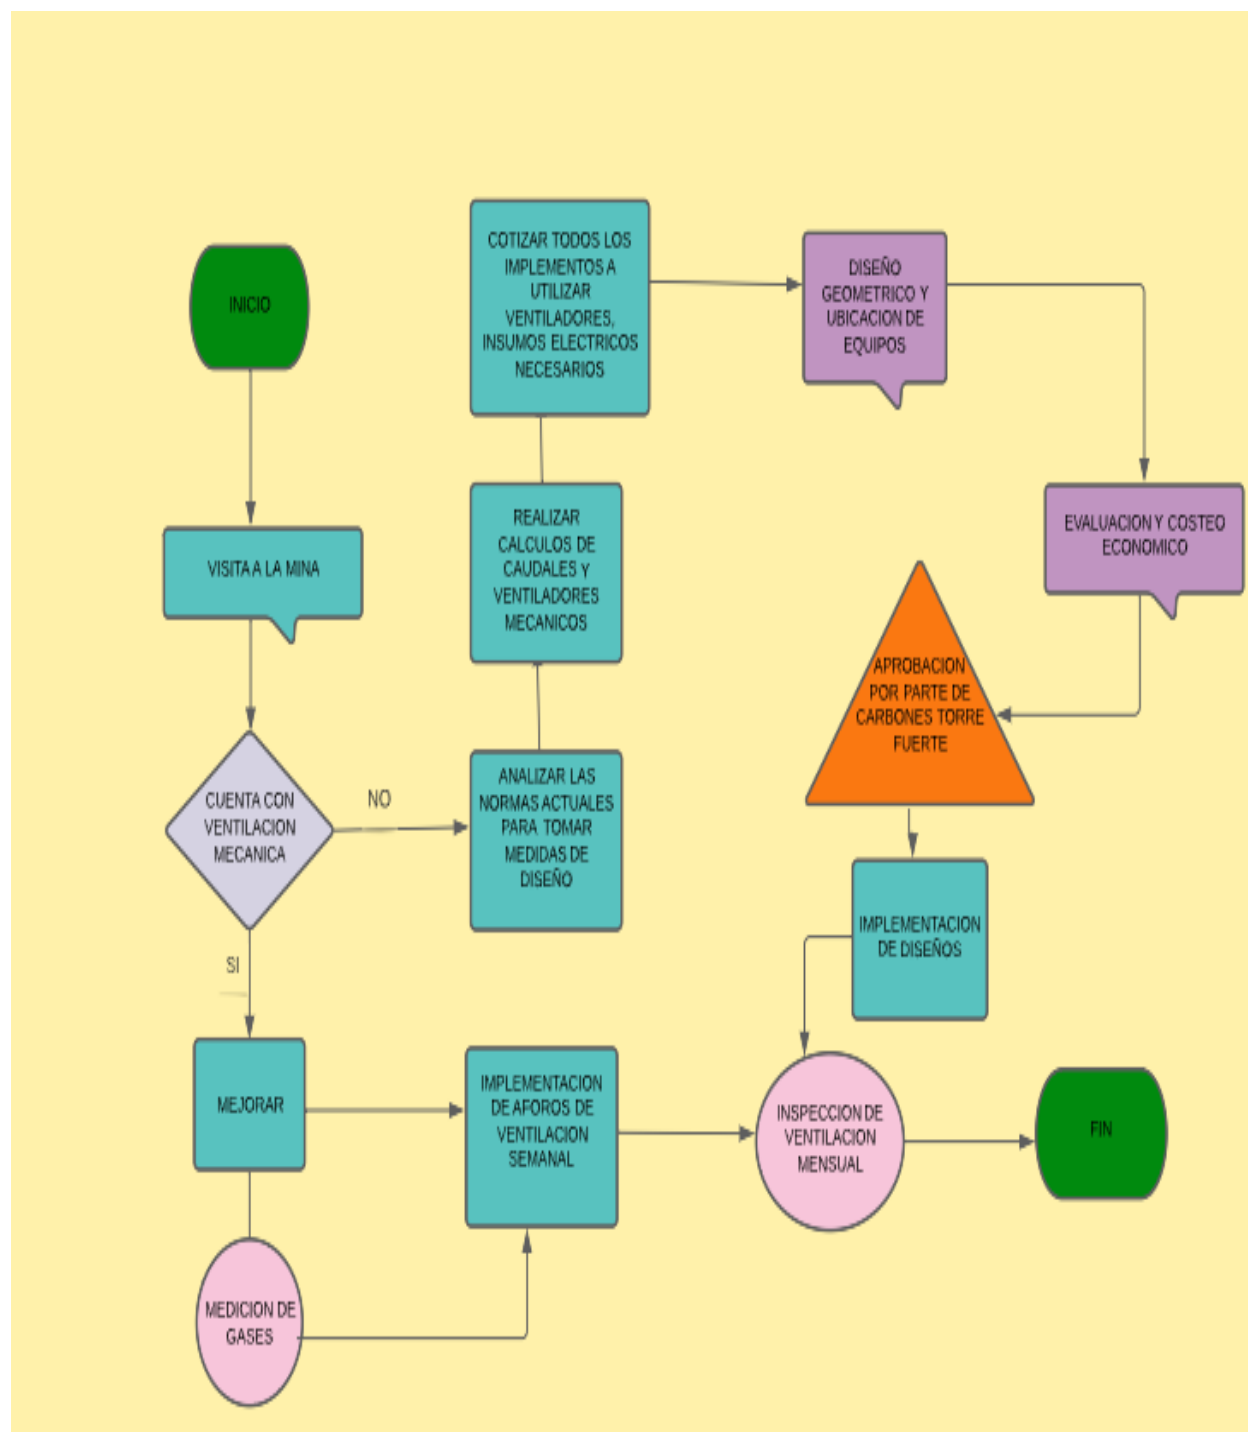 INICIO
VISITA A LA MINA
CUENTA CON
VENTILACION
MECANICA
NO
SI
ANALIZAR LAS
NORMAS ACTUALES
PARA TOMAR
MEDIDAS DE
DISEÑO
REALIZAR
CALCULOS DE
CAUDALES Y
VENTILADORES
MECANICOS
COTIZAR TODOS LOS
IMPLEMENTOS A
UTILIZAR
VENTILADORES,
INSUMOS ELECTRICOS
NECESARIOS
DISEÑO
GEOMETRICO Y
UBICACION DE
EQUIPOS
EVALUACION Y COSTEO
ECONOMICO
APROBACION
POR PARTE DE
CARBONES TORRE
FUERTE
IMPLEMENTACION
DE DISEÑOS
MEJORAR
MEDICION DE
GASES
IMPLEMENTACION
DE AFOROS DE
VENTILACION
SEMANAL
INSPECCION DE
VENTILACION
MENSUAL
FIN